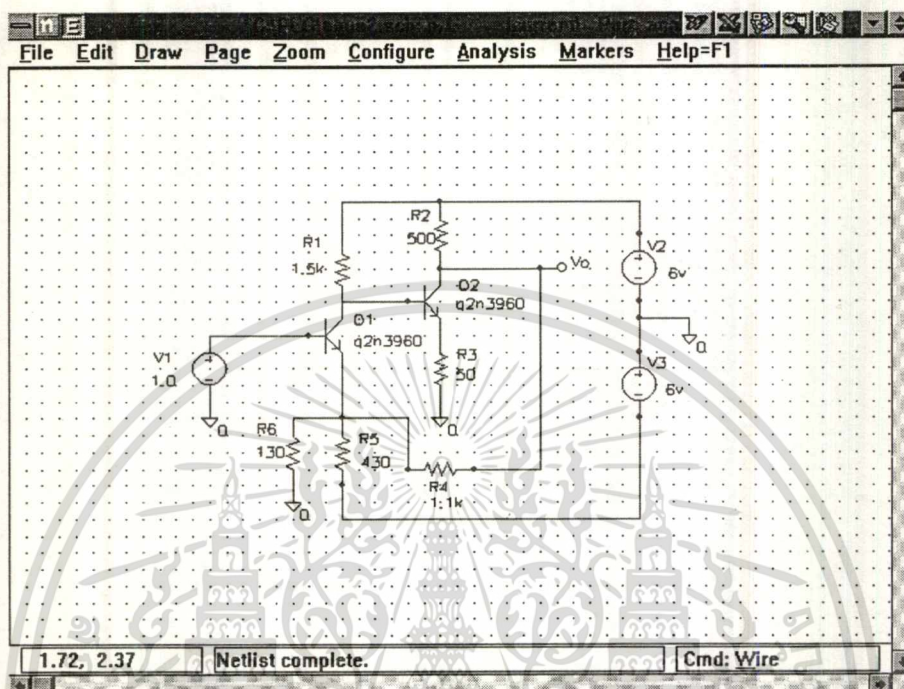 File Edit Draw Page Zoom Configure Analysis Markers Help=F1
R2
500
R1
1.5k
V2
6v
Vo
Q2
q2n3960
Q1
q2n3960
V1
1.0
0
V3
6v
R3
50
0
0
R6
130
R5
430
R4
1.1k
0
1.72, 2.37 Netlist complete. Cmd: Wire